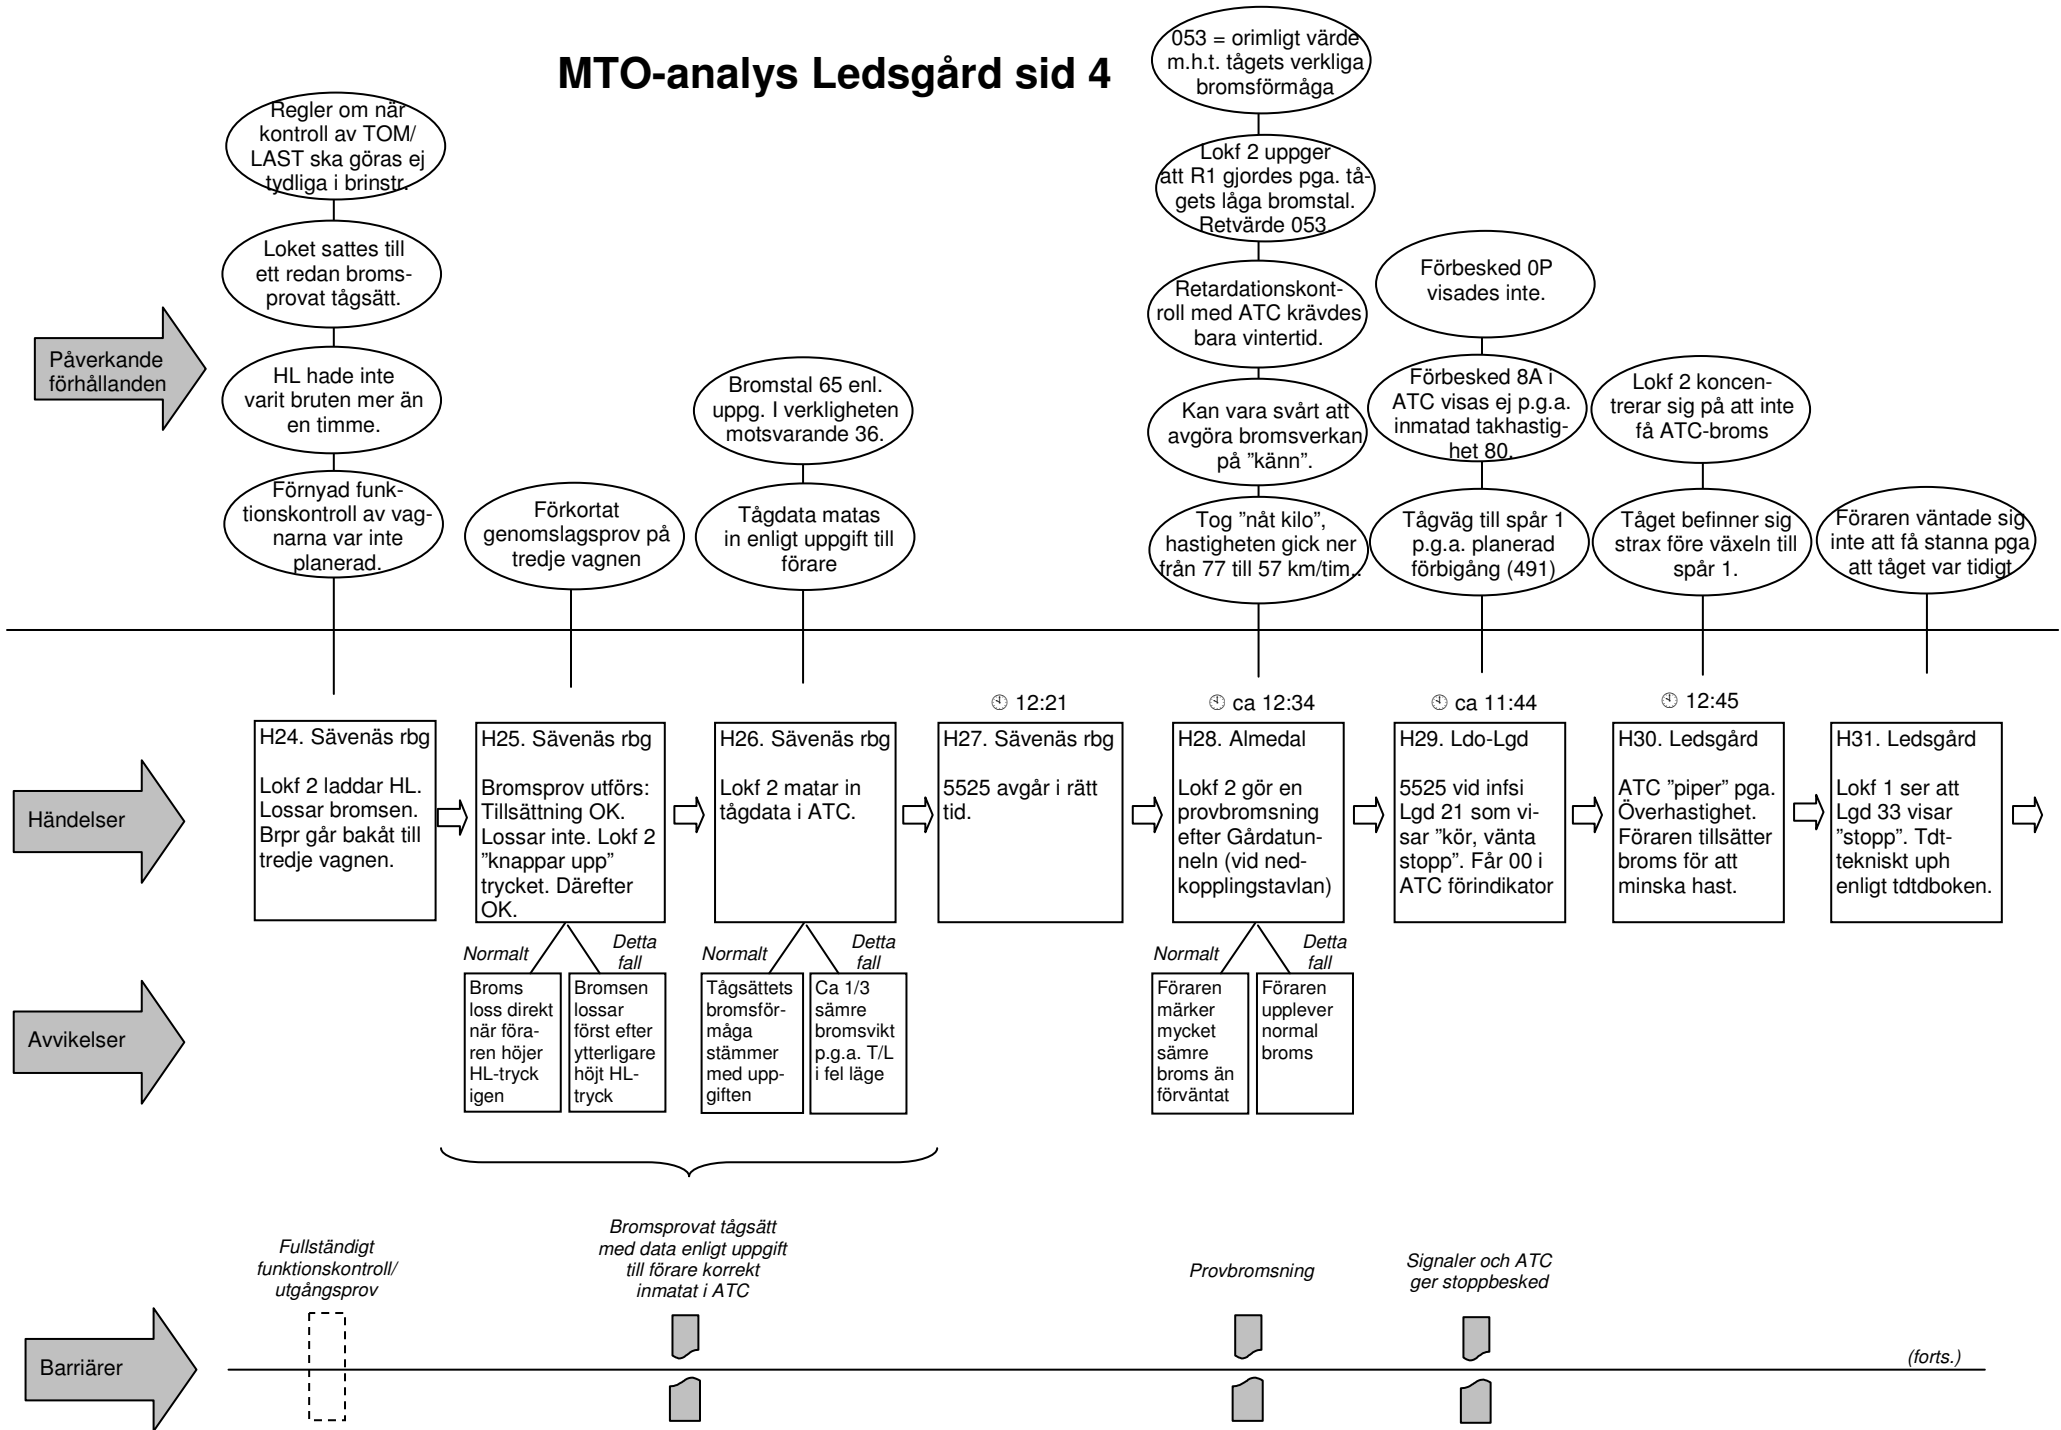 MTO-analys Ledsgård sid 4
Påverkande
förhållanden
Regler om när
kontroll av TOM/
LAST ska göras ej
tydliga i brinstr.
Loket sattes till
ett redan broms-
provat tågsätt.
HL hade inte
varit bruten mer än
en timme.
Förnyad funk-
tionskontroll av vag-
narna var inte
planerad.
Förkortat
genomslagsprov på
tredje vagnen
Bromstal 65 enl.
uppg. I verkligheten
motsvarande 36.
Tågdata matas
in enligt uppgift till
förare
053 = orimligt värde
m.h.t. tågets verkliga
bromsförmåga
Lokf 2 uppger
att R1 gjordes pga. tå-
gets låga bromstal.
Retvärde 053.
Retardationskont-
roll med ATC krävdes
bara vintertid.
Kan vara svårt att
avgöra bromsverkan
på ”känn”.
Tog ”nåt kilo”,
hastigheten gick ner
från 77 till 57 km/tim..
Förbesked 0P
visades inte.
Förbesked 8A i
ATC visas ej p.g.a.
inmatad takhastig-
het 80.
Tågväg till spår 1
p.g.a. planerad
förbigång (491)
Lokf 2 koncen-
trerar sig på att inte
få ATC-broms
Tåget befinner sig
strax före växeln till
spår 1.
Föraren väntade sig
inte att få stanna pga
att tåget var tidigt
Händelser
H24. Sävenäs rbg
Lokf 2 laddar HL.
Lossar bromsen.
Brpr går bakåt till
tredje vagnen.
H25. Sävenäs rbg
Bromsprov utförs:
Tillsättning OK.
Lossar inte. Lokf 2
”knappar upp”
trycket. Därefter
OK.
H26. Sävenäs rbg
Lokf 2 matar in
tågdata i ATC.
12:21
H27. Sävenäs rbg
5525 avgår i rätt
tid.
ca 12:34
H28. Almedal
Lokf 2 gör en
provbromsning
efter Gårdatun-
neln (vid ned-
kopplingstavlan)
ca 11:44
H29. Ldo-Lgd
5525 vid infsi
Lgd 21 som vi-
sar ”kör, vänta
stopp”. Får 00 i
ATC förindikator
12:45
H30. Ledsgård
ATC ”piper” pga.
Överhastighet.
Föraren tillsätter
broms för att
minska hast.
H31. Ledsgård
Lokf 1 ser att
Lgd 33 visar
”stopp”. Tdt-
tekniskt uph
enligt tdtdboken.
Avvikelser
Normalt
Detta
fall
Broms
loss direkt
när föra-
ren höjer
HL-tryck
igen
Bromsen
lossar
först efter
ytterligare
höjt HL-
tryck
Normalt
Detta
fall
Tågsättets
bromsför-
måga
stämmer
med upp-
giften
Ca 1/3
sämre
bromsvikt
p.g.a. T/L
i fel läge
Normalt
Detta
fall
Föraren
märker
mycket
sämre
broms än
förväntat
Föraren
upplever
normal
broms
Barriärer
Fullständigt
funktionskontroll/
utgångsprov
Bromsprovat tågsätt
med data enligt uppgift
till förare korrekt
inmatat i ATC
Provbromsning
Signaler och ATC
ger stoppbesked
(forts.)